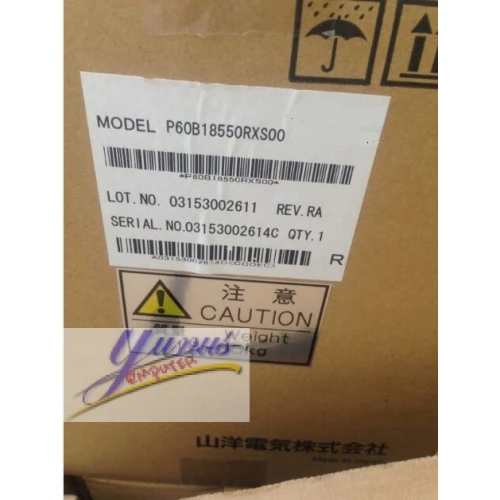 MODEL P60B18550RXS00
*P60B18550RXS00*
LOT.NO. 03153002611 REV.RA
SERIAL.NO.03153002614C QTY.1
R
注意
CAUTION
Weight
kg
Yunus
COMPUTER
山洋電気株式会社